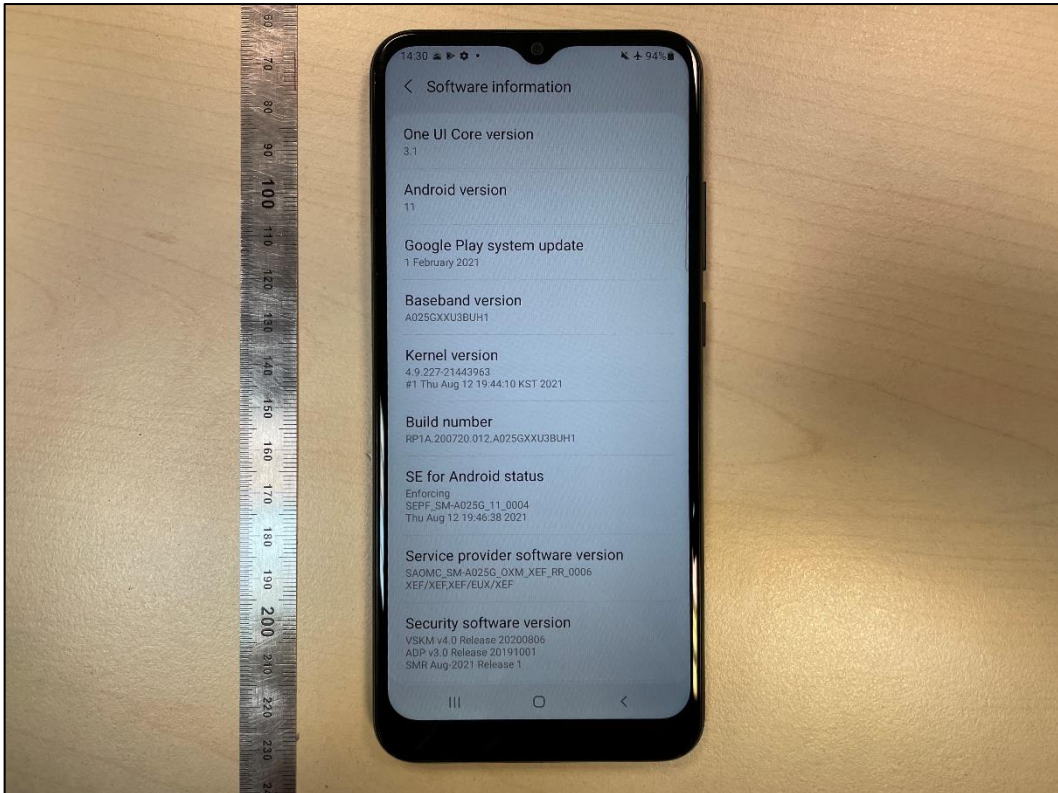 60
70
80
90
100
110
120
130
140
150
160
170
180
190
200
210
220
230
14:30
94%
Software information
One UI Core version
3.1
Android version
11
Google Play system update
1 February 2021
Baseband version
A025GXXU3BUH1
Kernel version
4.9.227-21443963
#1 Thu Aug 12 19:44:10 KST 2021
Build number
RP1A.200720.012.A025GXXU3BUH1
SE for Android status
Enforcing
SEPF_SM-A025G_11_0004
Thu Aug 12 19:46:38 2021
Service provider software version
SAOMC_SM-A025G_OXM_XEF_RR_0006
XEF/XEF,XEF/EUX/XEF
Security software version
VSKM v4.0 Release 20200806
ADP v3.0 Release 20191001
SMR Aug-2021 Release 1